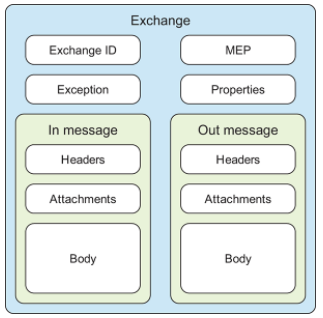 Exchange
Exchange ID
MEP
Exception
Properties
In message
Headers
Attachments
Body
Out message
Headers
Attachments
Body